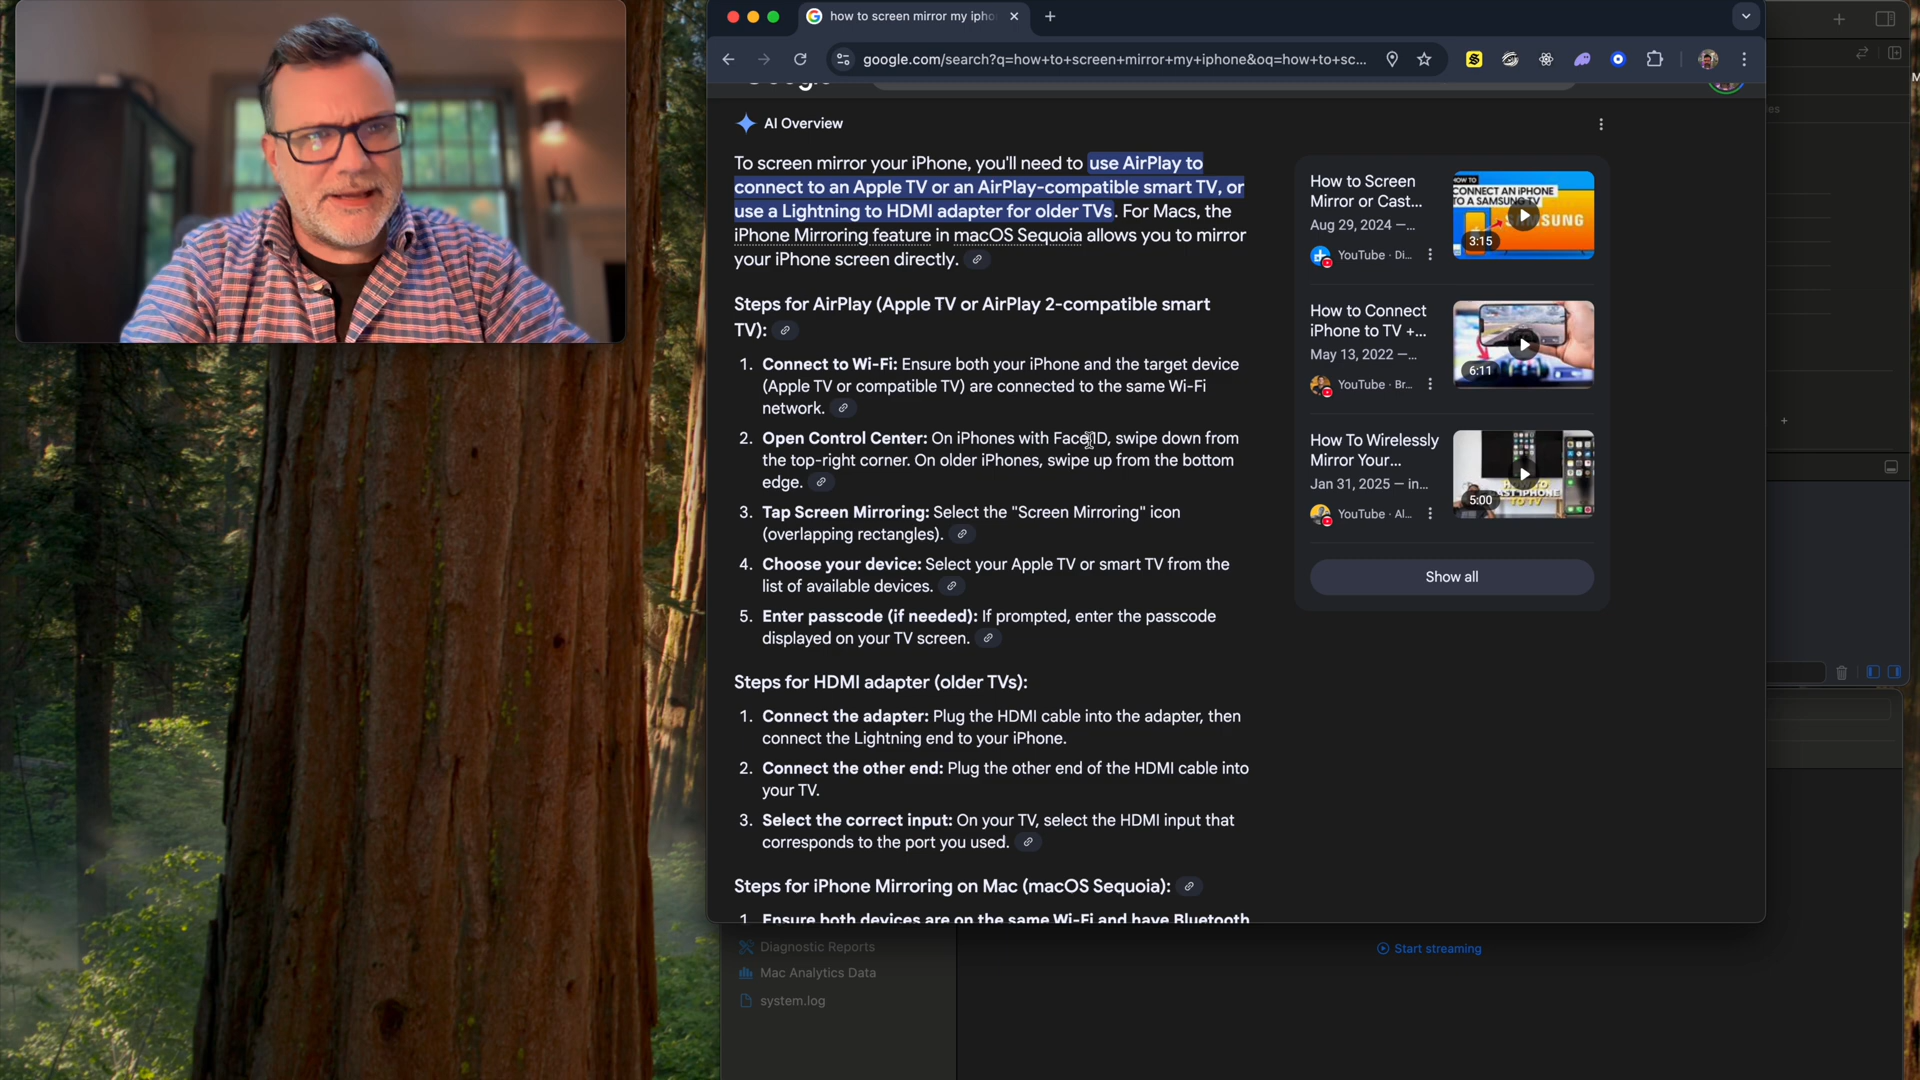 how to screen mirror my ipho
google.com/search?q=how+to+screen+mirror+my+iphone&oq=how+to+sc...
AI Overview
To screen mirror your iPhone, you'll need to use AirPlay to
connect to an Apple TV or an AirPlay-compatible smart TV, or
use a Lightning to HDMI adapter for older TVs. For Macs, the
iPhone Mirroring feature in macOS Sequoia allows you to mirror
your iPhone screen directly.
Steps for AirPlay (Apple TV or AirPlay 2-compatible smart
TV):
1. Connect to Wi-Fi: Ensure both your iPhone and the target device
(Apple TV or compatible TV) are connected to the same Wi-Fi
network.
2. Open Control Center: On iPhones with Face ID, swipe down from
the top-right corner. On older iPhones, swipe up from the bottom
edge.
3. Tap Screen Mirroring: Select the "Screen Mirroring" icon
(overlapping rectangles).
4. Choose your device: Select your Apple TV or smart TV from the
list of available devices.
5. Enter passcode (if needed): If prompted, enter the passcode
displayed on your TV screen.
Steps for HDMI adapter (older TVs):
1. Connect the adapter: Plug the HDMI cable into the adapter, then
connect the Lightning end to your iPhone.
2. Connect the other end: Plug the other end of the HDMI cable into
your TV.
3. Select the correct input: On your TV, select the HDMI input that
corresponds to the port you used.
Steps for iPhone Mirroring on Mac (macOS Sequoia):
1. Ensure both devices are on the same Wi-Fi and have Bluetooth
How to Screen
Mirror or Cast...
Aug 29, 2024 —...
YouTube · Di...
CONNECT AN iPHONE
TO A SAMSUNG TV
SAMSUNG
3:15
How to Connect
iPhone to TV +...
May 13, 2022 —...
YouTube · Br...
6:11
How To Wirelessly
Mirror Your...
Jan 31, 2025 — in...
YouTube · Al...
5:00
Show all
Diagnostic Reports
Mac Analytics Data
system.log
Start streaming